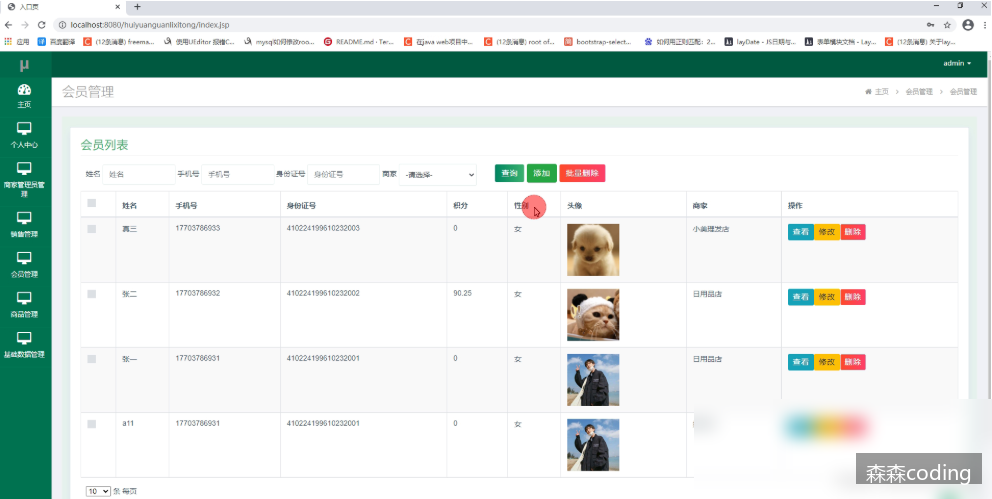 入口页
localhost:8080/huiyuanguanlixitong/index.jsp
应用 百度翻译 (12条消息) freema... 使用UEditor 报错C... mysql如何修改roo... README.md · Ter... 在java web项目中... (12条消息) root of... bootstrap-select... 如何用正则匹配：2... layDate - JS日期与... 表单模块文档 - Lay... (12条消息) 关于lay...
μ
admin
主页
个人中心
商家管理员管理
销售管理
会员管理
商品管理
基础数据管理
会员管理
主页 > 会员管理 > 会员管理
会员列表
姓名 姓名 手机号 手机号 身份证号 身份证号 商家 -请选择- 查询 添加 批量删除
姓名 手机号 身份证号 积分 性别 头像 商家 操作
真三 17703786933 410224199610232003 0 女 小美理发店 查看 修改 删除
张二 17703786932 410224199610232002 90.25 女 日用品店 查看 修改 删除
张一 17703786931 410224199610232001 0 女 日用品店 查看 修改 删除
a11 17703786931 410224199610232001 0 女
10 条 每页
森森coding